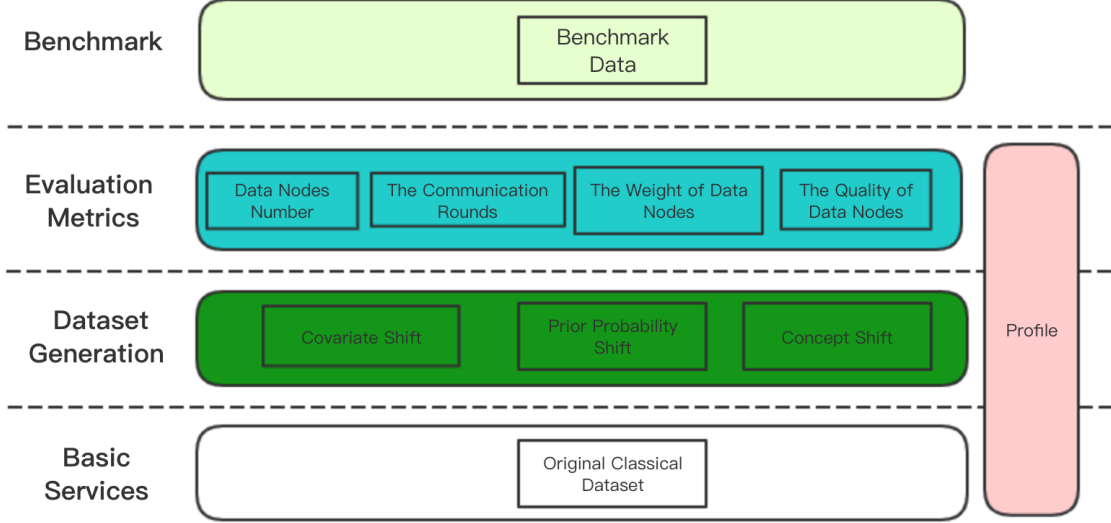 Benchmark
Benchmark
Data
Evaluation
Metrics
Data Nodes
Number
The Communication
Rounds
The Weight of Data
Nodes
The Quality of
Data Nodes
Dataset
Generation
Covariate Shift
Prior Probability
Shift
Concept Shift
Profile
Basic
Services
Original Classical
Dataset